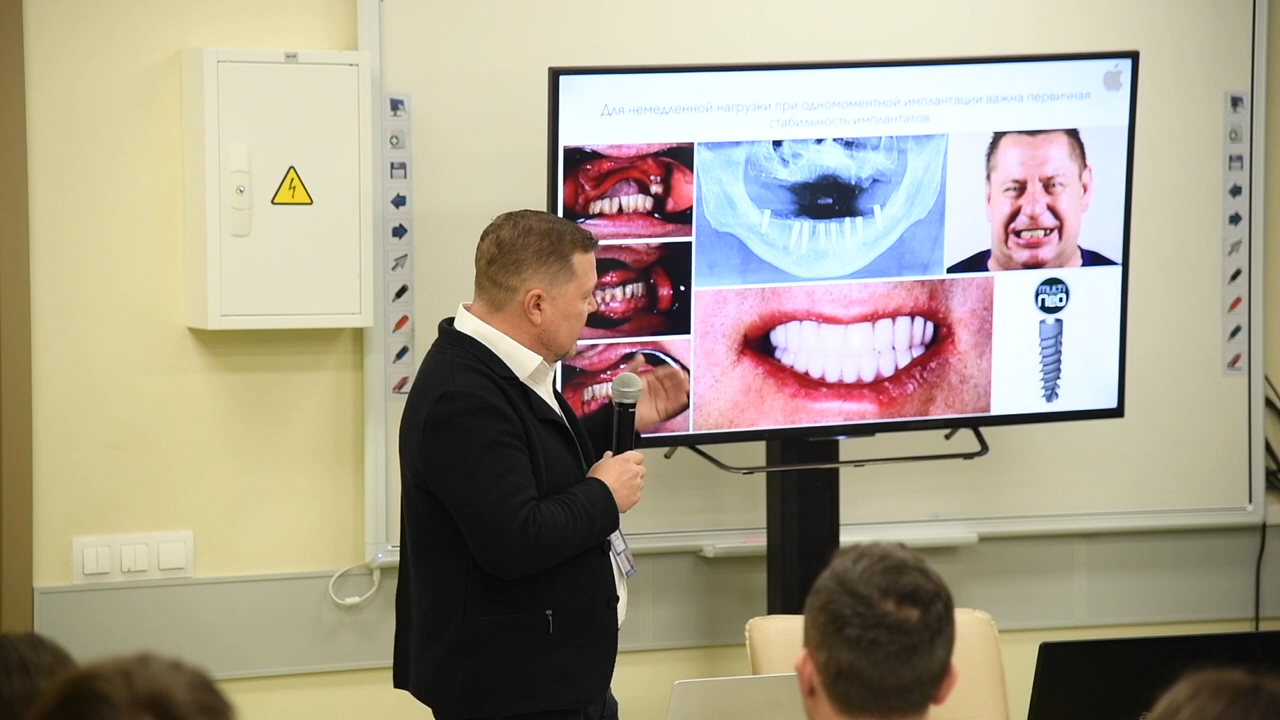 Для немедленной нагрузки при одномоментной имплантации важна первичная
стабильность имплантатов
multi
neo